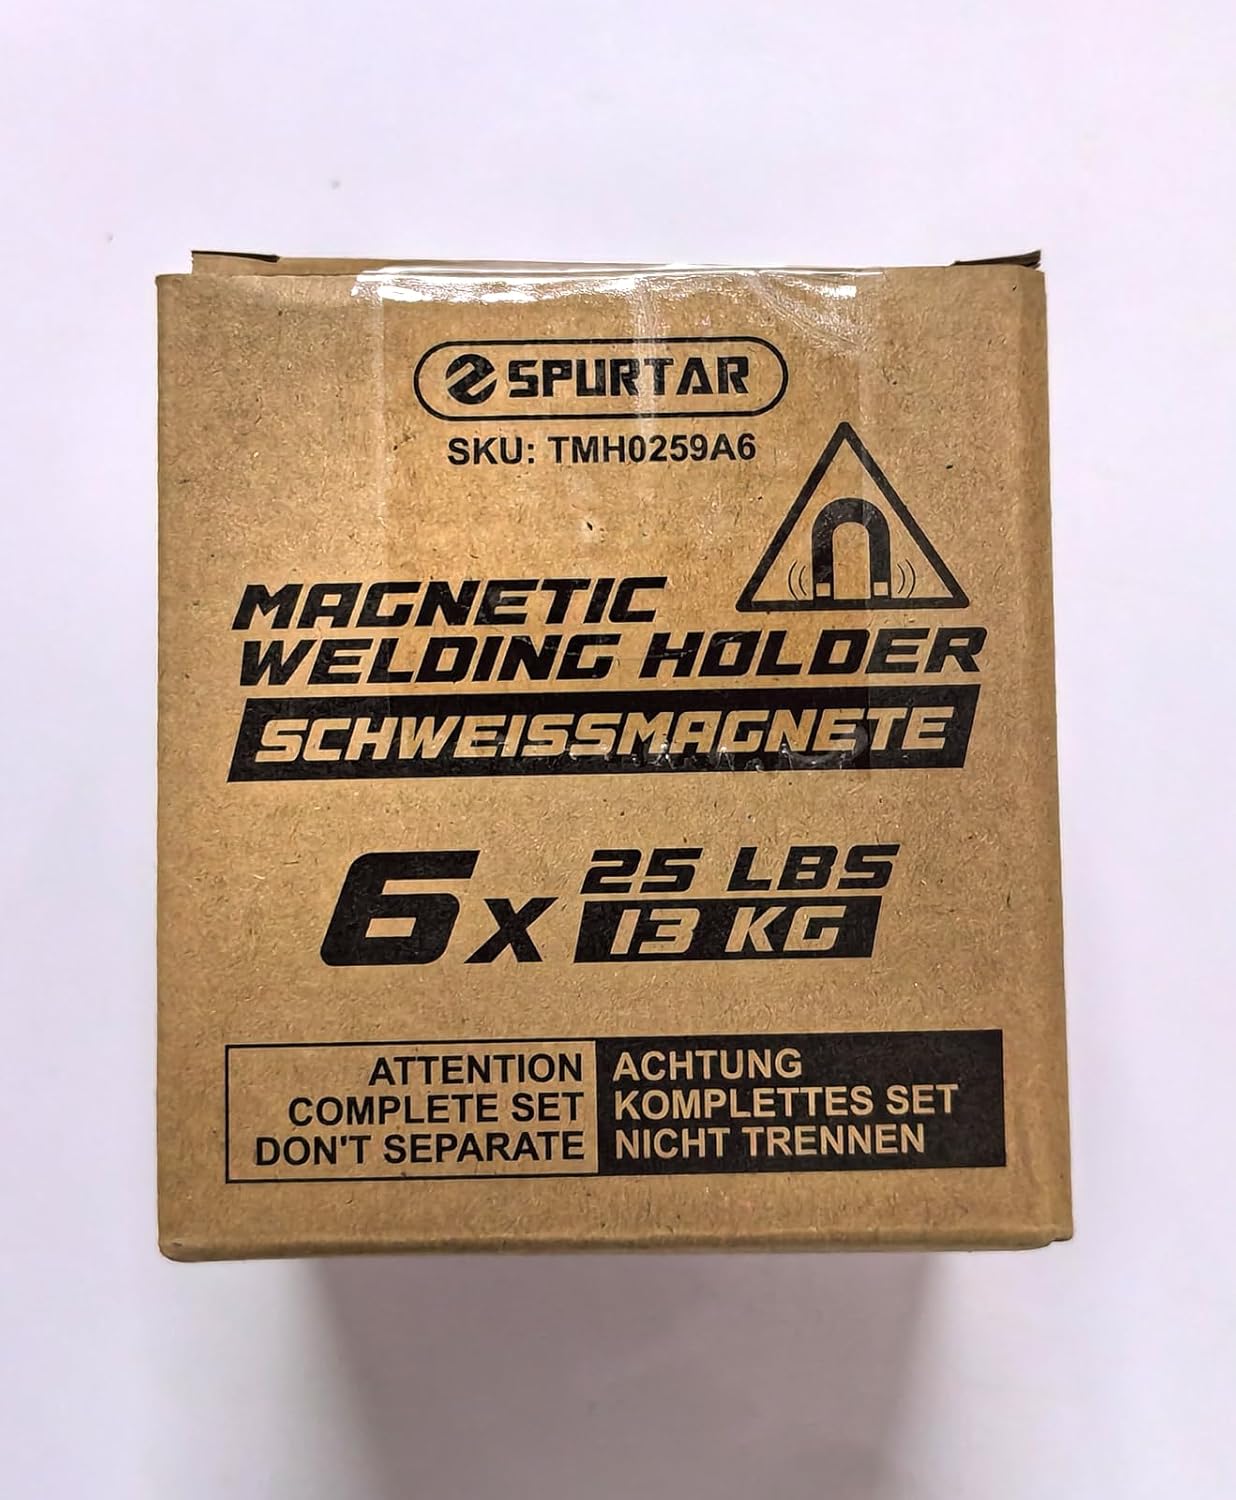 SPURTAR
SKU: TMH0259A6
MAGNETIC
WELDING HOLDER
SCHWEISSMAGNETE
6x 25 LBS
13 KG
ATTENTION
COMPLETE SET
DON'T SEPARATE
ACHTUNG
KOMPLETTES SET
NICHT TRENNEN